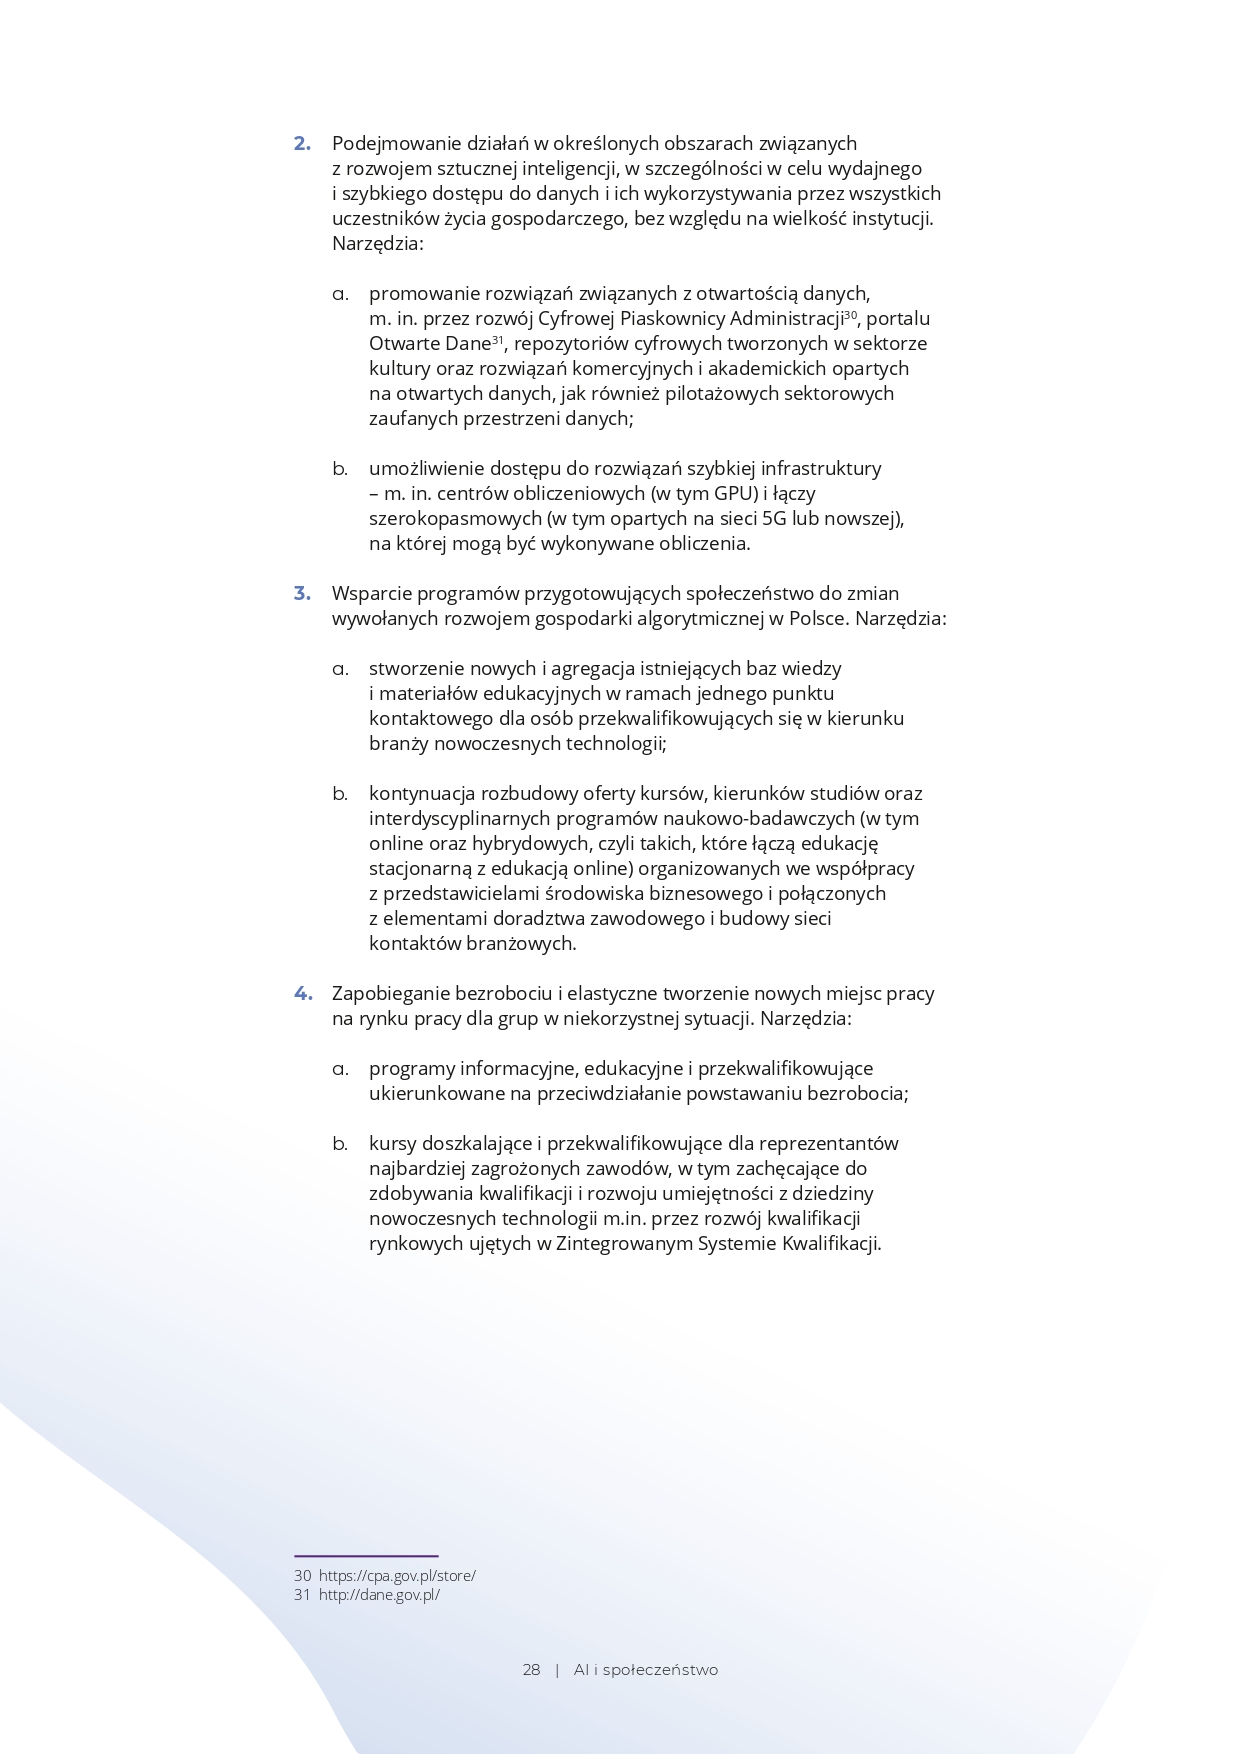 2. Podejmowanie działań w określonych obszarach związanych
z rozwojem sztucznej inteligencji, w szczególności w celu wydajnego
i szybkiego dostępu do danych i ich wykorzystywania przez wszystkich
uczestników życia gospodarczego, bez względu na wielkość instytucji.
Narzędzia:
a. promowanie rozwiązań związanych z otwartością danych,
m. in. przez rozwój Cyfrowej Piaskownicy Administracji³⁰, portalu
Otwarte Dane³¹, repozytoriów cyfrowych tworzonych w sektorze
kultury oraz rozwiązań komercyjnych i akademickich opartych
na otwartych danych, jak również pilotażowych sektorowych
zaufanych przestrzeni danych;
b. umożliwienie dostępu do rozwiązań szybkiej infrastruktury
– m. in. centrów obliczeniowych (w tym GPU) i łączy
szerokopasmowych (w tym opartych na sieci 5G lub nowszej),
na której mogą być wykonywane obliczenia.
3. Wsparcie programów przygotowujących społeczeństwo do zmian
wywołanych rozwojem gospodarki algorytmicznej w Polsce. Narzędzia:
a. stworzenie nowych i agregacja istniejących baz wiedzy
i materiałów edukacyjnych w ramach jednego punktu
kontaktowego dla osób przekwalifikowujących się w kierunku
branży nowoczesnych technologii;
b. kontynuacja rozbudowy oferty kursów, kierunków studiów oraz
interdyscyplinarnych programów naukowo-badawczych (w tym
online oraz hybrydowych, czyli takich, które łączą edukację
stacjonarną z edukacją online) organizowanych we współpracy
z przedstawicielami środowiska biznesowego i połączonych
z elementami doradztwa zawodowego i budowy sieci
kontaktów branżowych.
4. Zapobieganie bezrobociu i elastyczne tworzenie nowych miejsc pracy
na rynku pracy dla grup w niekorzystnej sytuacji. Narzędzia:
a. programy informacyjne, edukacyjne i przekwalifikowujące
ukierunkowane na przeciwdziałanie powstawaniu bezrobocia;
b. kursy doszkalające i przekwalifikowujące dla reprezentantów
najbardziej zagrożonych zawodów, w tym zachęcające do
zdobywania kwalifikacji i rozwoju umiejętności z dziedziny
nowoczesnych technologii m.in. przez rozwój kwalifikacji
rynkowych ujętych w Zintegrowanym Systemie Kwalifikacji.
30 https://cpa.gov.pl/store/
31 http://dane.gov.pl/
28 | AI i społeczeństwo